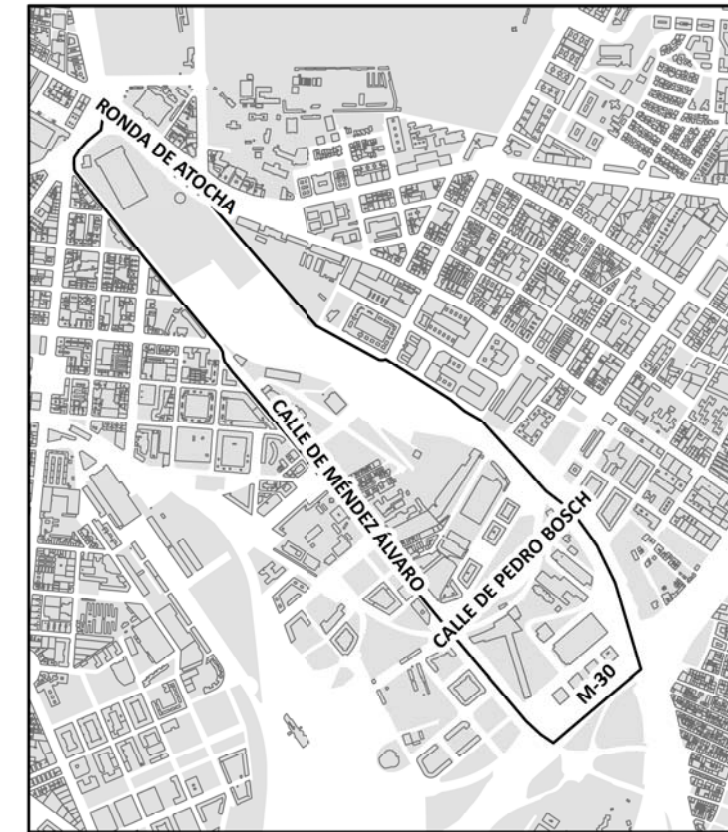 RONDA DE ATOCHA
CALLE DE MÉNDEZ ÁLVARO
CALLE DE PEDRO BOSCH
M-30